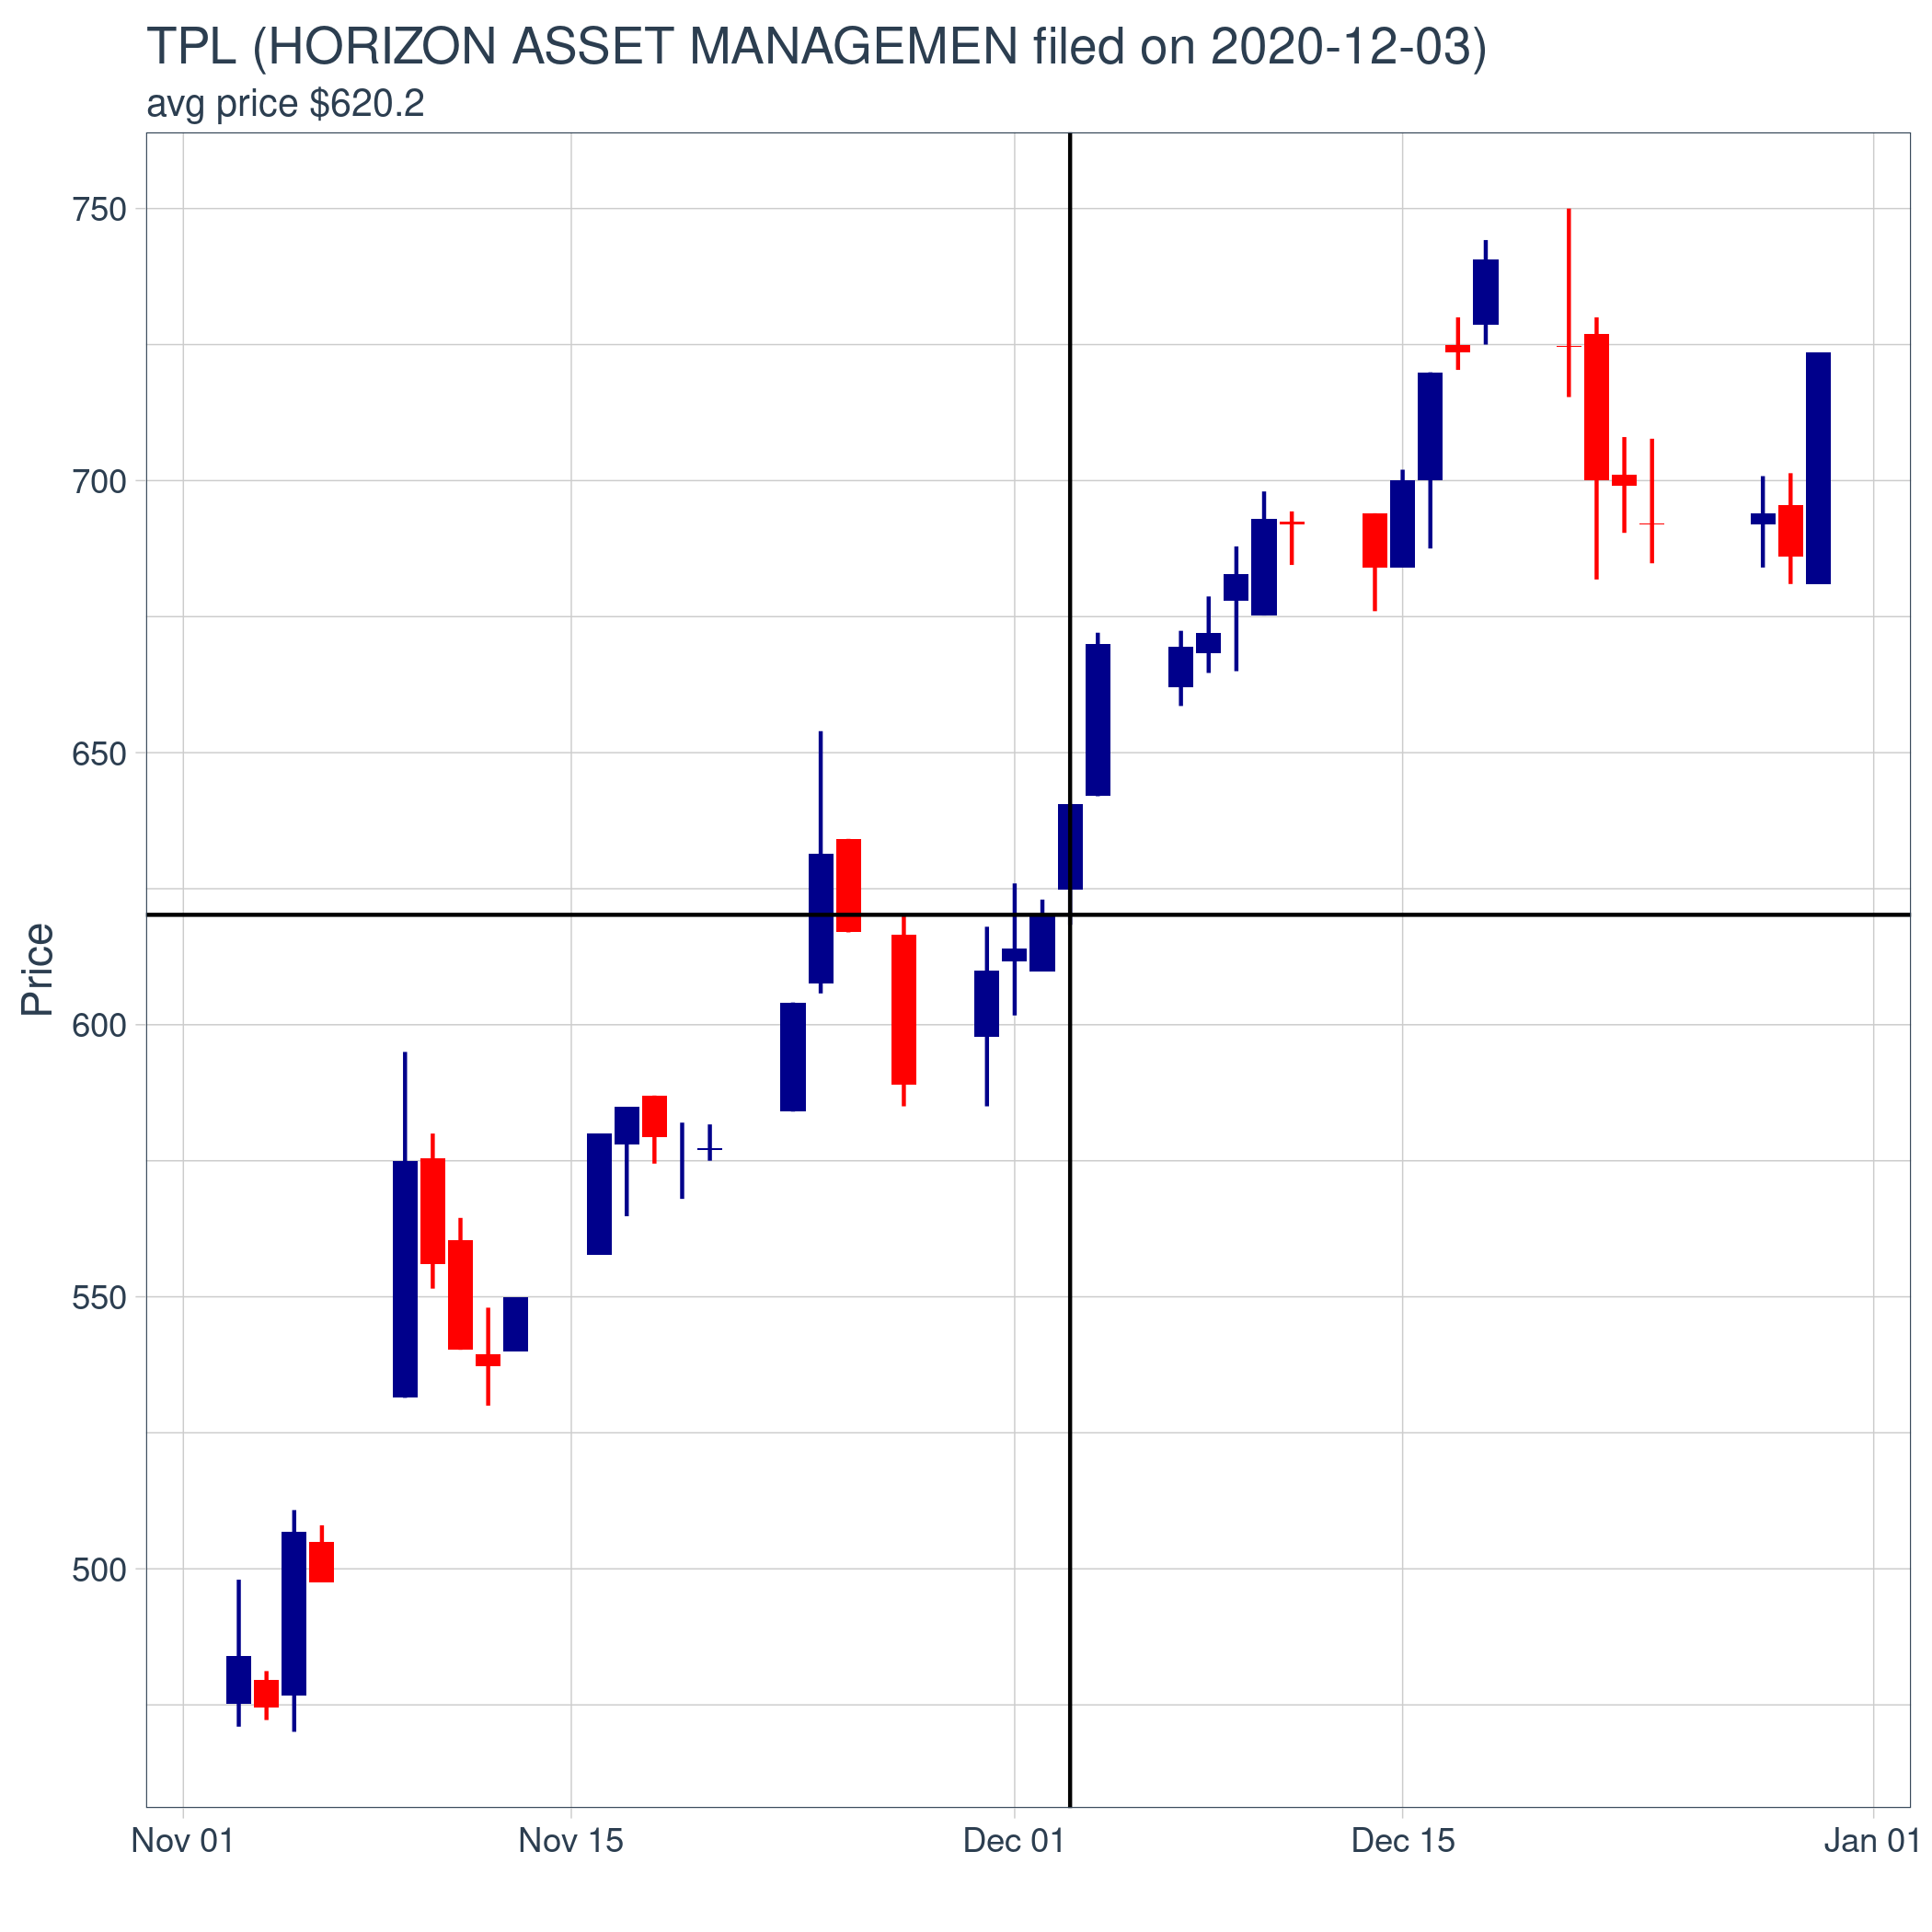 TPL (HORIZON ASSET MANAGEMEN filed on 2020-12-03)
avg price $620.2
750
700
650
600
550
500
Price
Nov 01
Nov 15
Dec 01
Dec 15
Jan 01